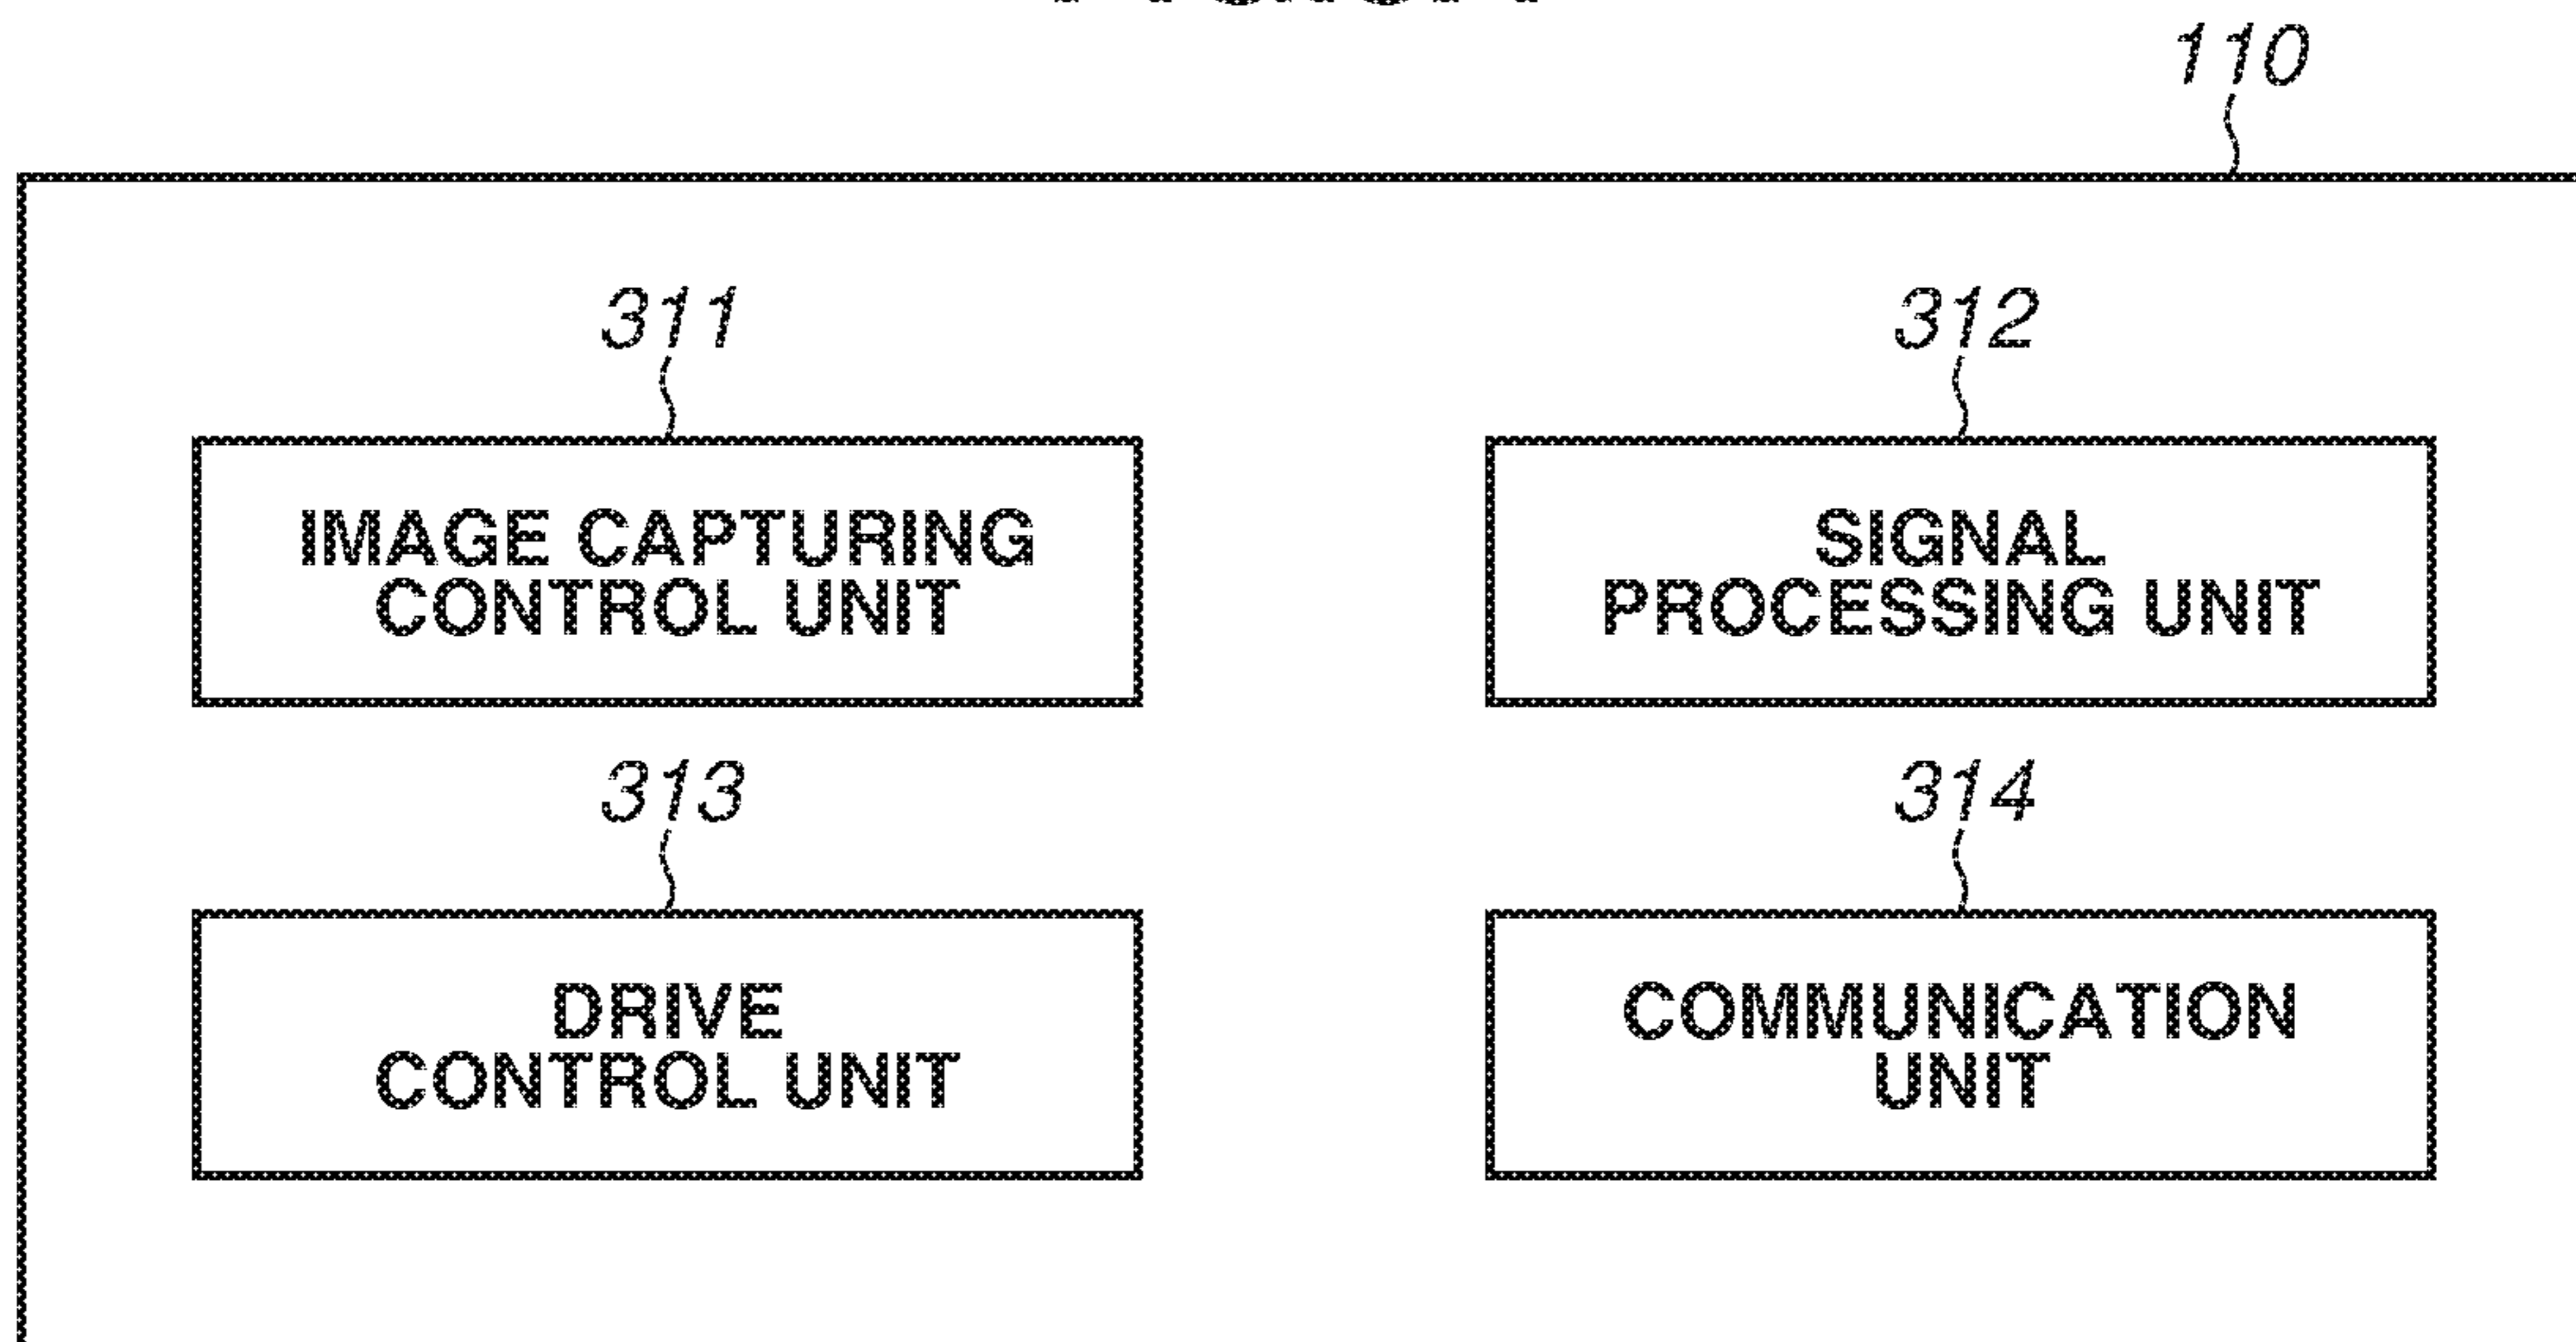 110
311
312
IMAGE CAPTURING
CONTROL UNIT
SIGNAL
PROCESSING UNIT
313
314
DRIVE
CONTROL UNIT
COMMUNICATION
UNIT